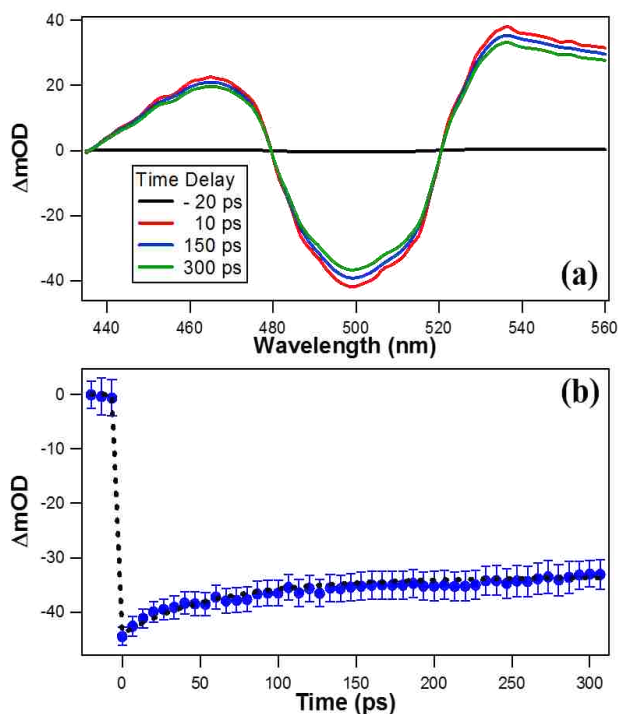 40
20
0
-20
-40
ΔmOD
Time Delay
- 20 ps
10 ps
150 ps
300 ps
(a)
440 460 480 500 520 540 560
Wavelength (nm)
(b)
0
-10
-20
-30
-40
ΔmOD
0 50 100 150 200 250 300
Time (ps)